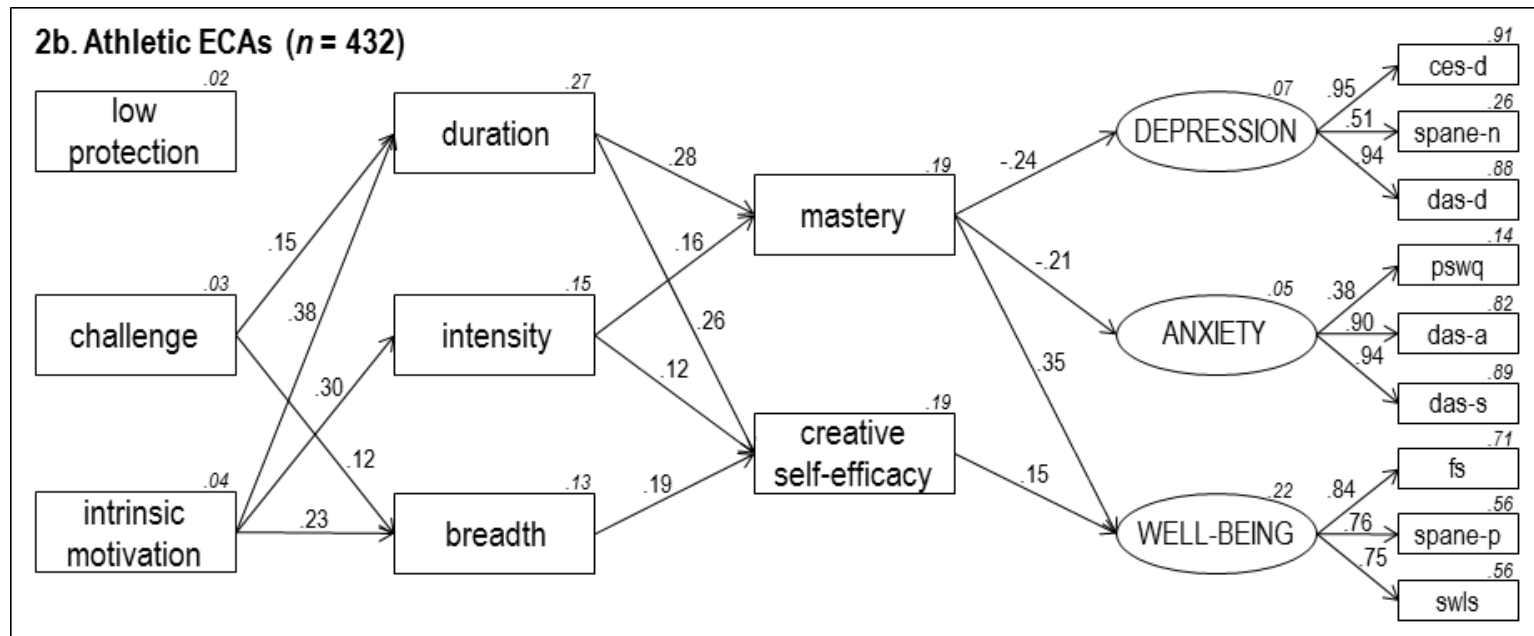 2b. Athletic ECAs (n = 432)
.02
low
protection
.03
challenge
.04
intrinsic
motivation
.15
.38
.30
.12
.23
.27
duration
.15
intensity
.13
breadth
.28
.16
.26
.12
.19
.19
mastery
.19
creative
self-efficacy
-.24
-.21
.35
.15
.07
DEPRESSION
.05
ANXIETY
.22
WELL-BEING
.95
.51
.94
.38
.90
.94
.84
.76
.75
.91
ces-d
.26
spane-n
.88
das-d
.14
pswq
.82
das-a
.89
das-s
.71
fs
.56
spane-p
.56
swls